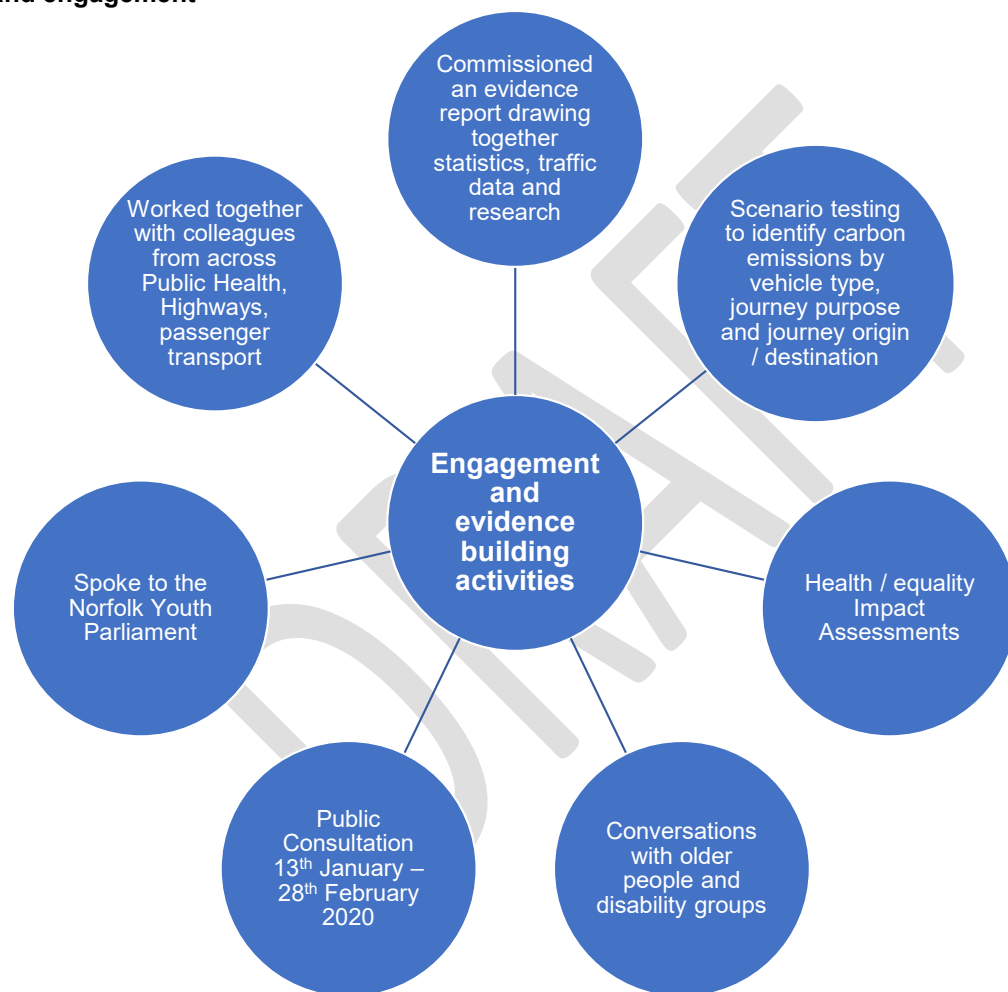 and engagement
Commissioned
an evidence
report drawing
together
statistics, traffic
data and
research
Scenario testing
to identify carbon
emissions by
vehicle type,
journey purpose
and journey origin
/ destination
Health / equality
Impact
Assessments
Conversations
with older
people and
disability groups
Public
Consultation
13th January –
28th February
2020
Spoke to the
Norfolk Youth
Parliament
Worked together
with colleagues
from across
Public Health,
Highways,
passenger
transport
Engagement
and
evidence
building
activities
DRAFT